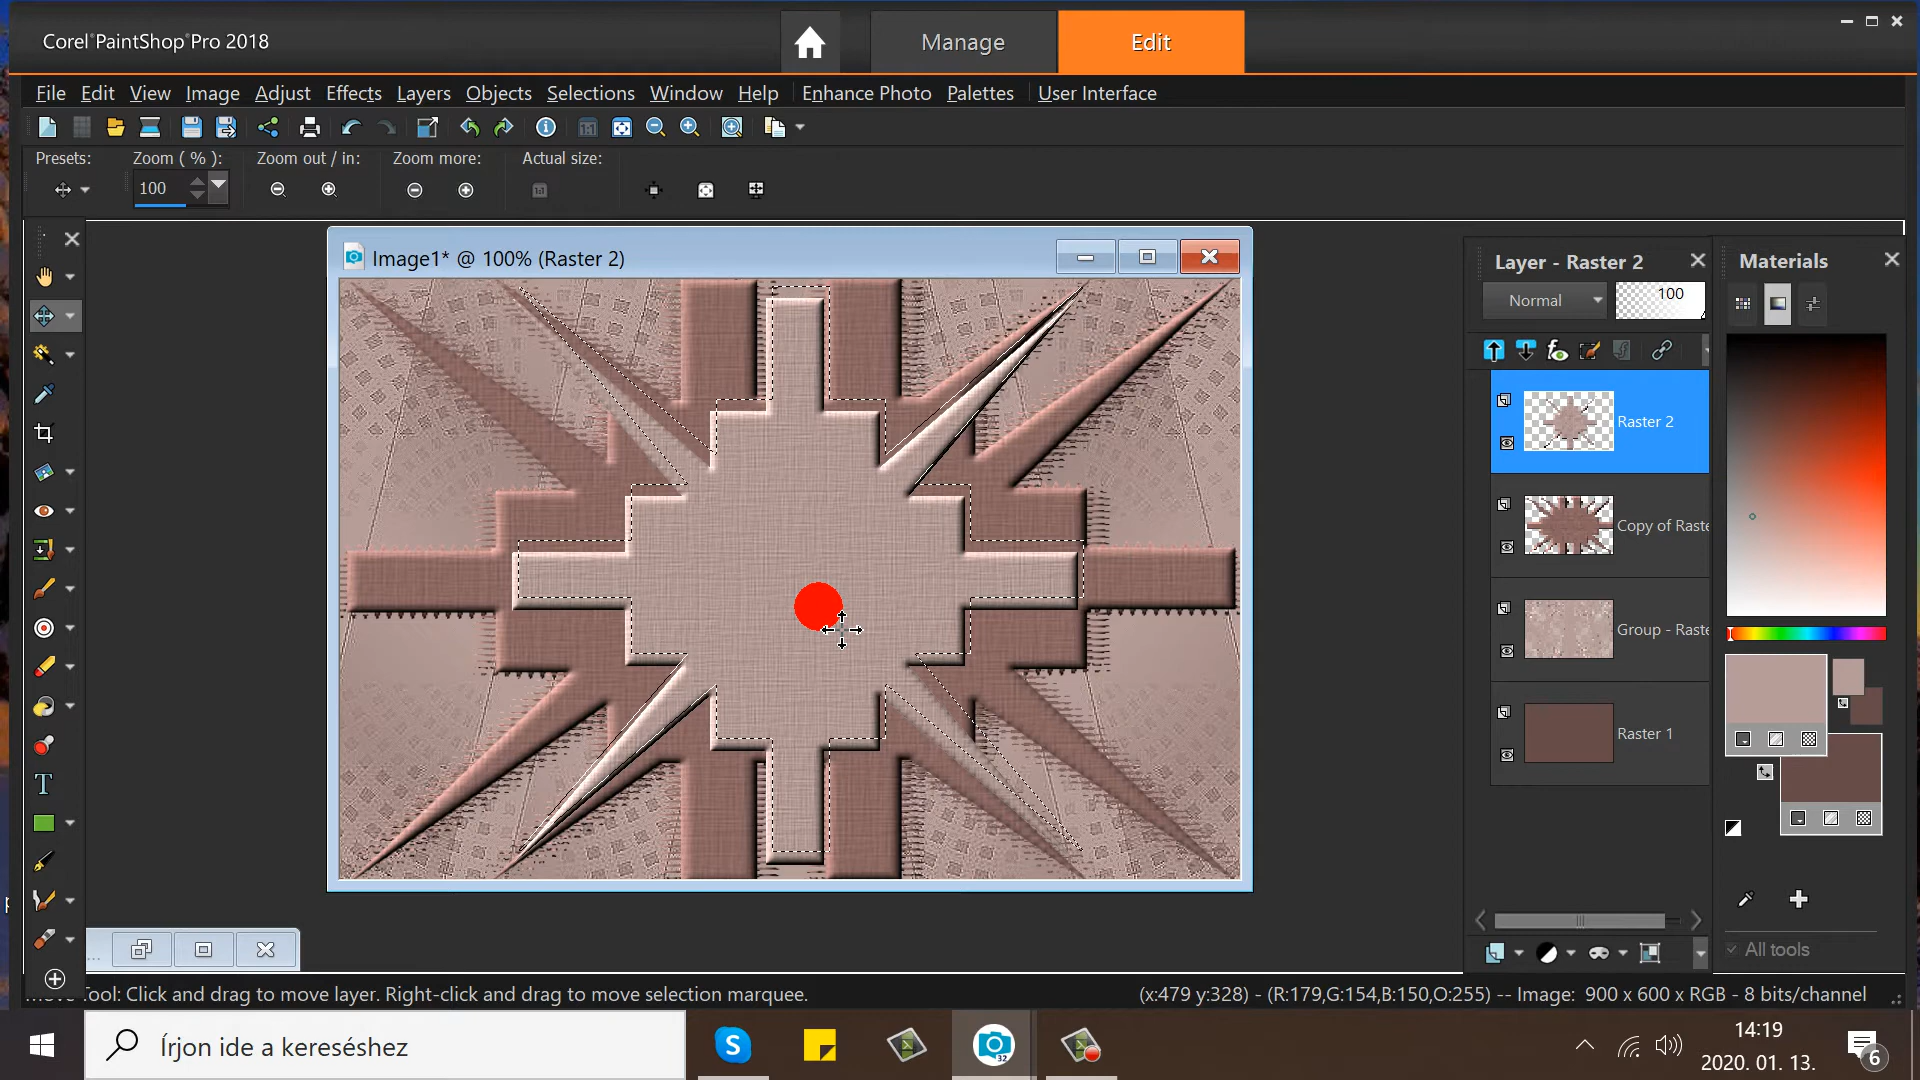 Corel®PaintShop®Pro 2018
Manage
Edit
File Edit View Image Adjust Effects Layers Objects Selections Window Help Enhance Photo Palettes User Interface
Presets: Zoom ( % ): Zoom out / in: Zoom more: Actual size:
100
Image1* @ 100% (Raster 2)
Layer - Raster 2
Materials
Normal
100
Raster 2
Copy of Raste
Group - Raste
Raster 1
All tools
Tool: Click and drag to move layer. Right-click and drag to move selection marquee.
(x:479 y:328) - (R:179,G:154,B:150,O:255) -- Image: 900 x 600 x RGB - 8 bits/channel
Írjon ide a kereséshez
32
14:19
2020. 01. 13.
6